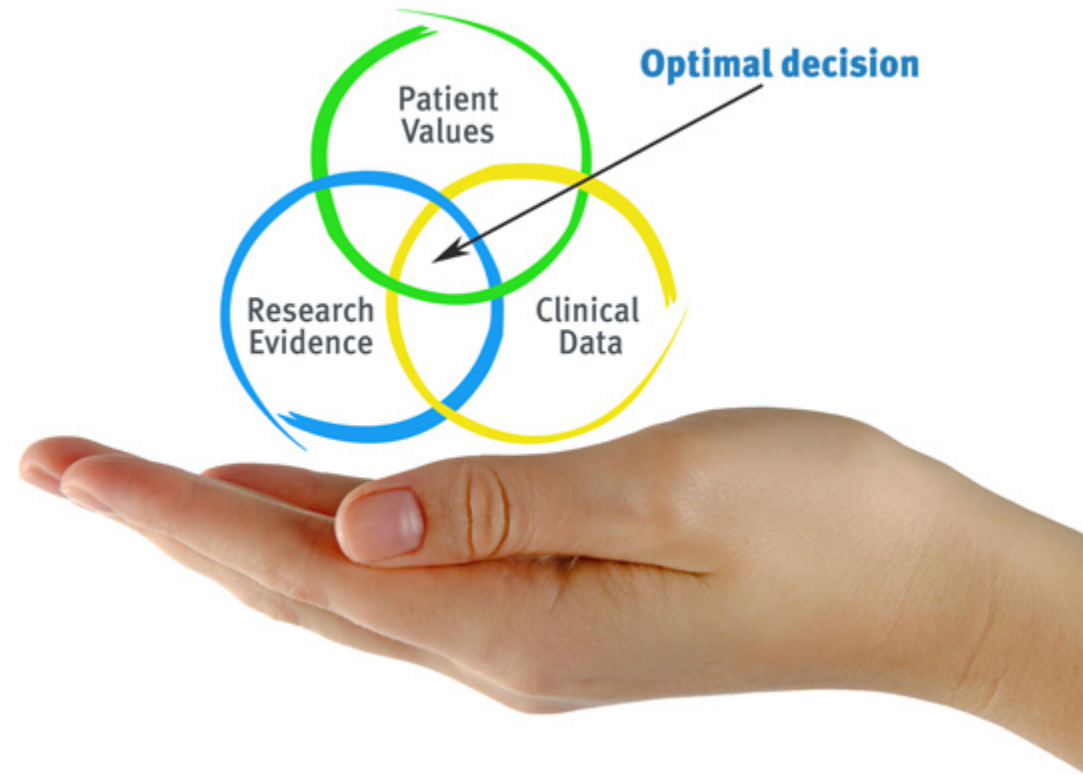 Optimal decision
Patient
Values
Research
Evidence
Clinical
Data